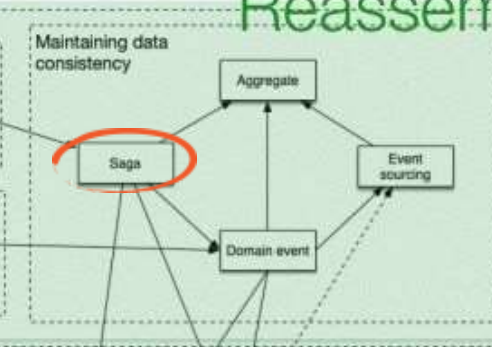 Reassem
Maintaining data
consistency
Aggregate
Saga
Event
sourcing
Domain event